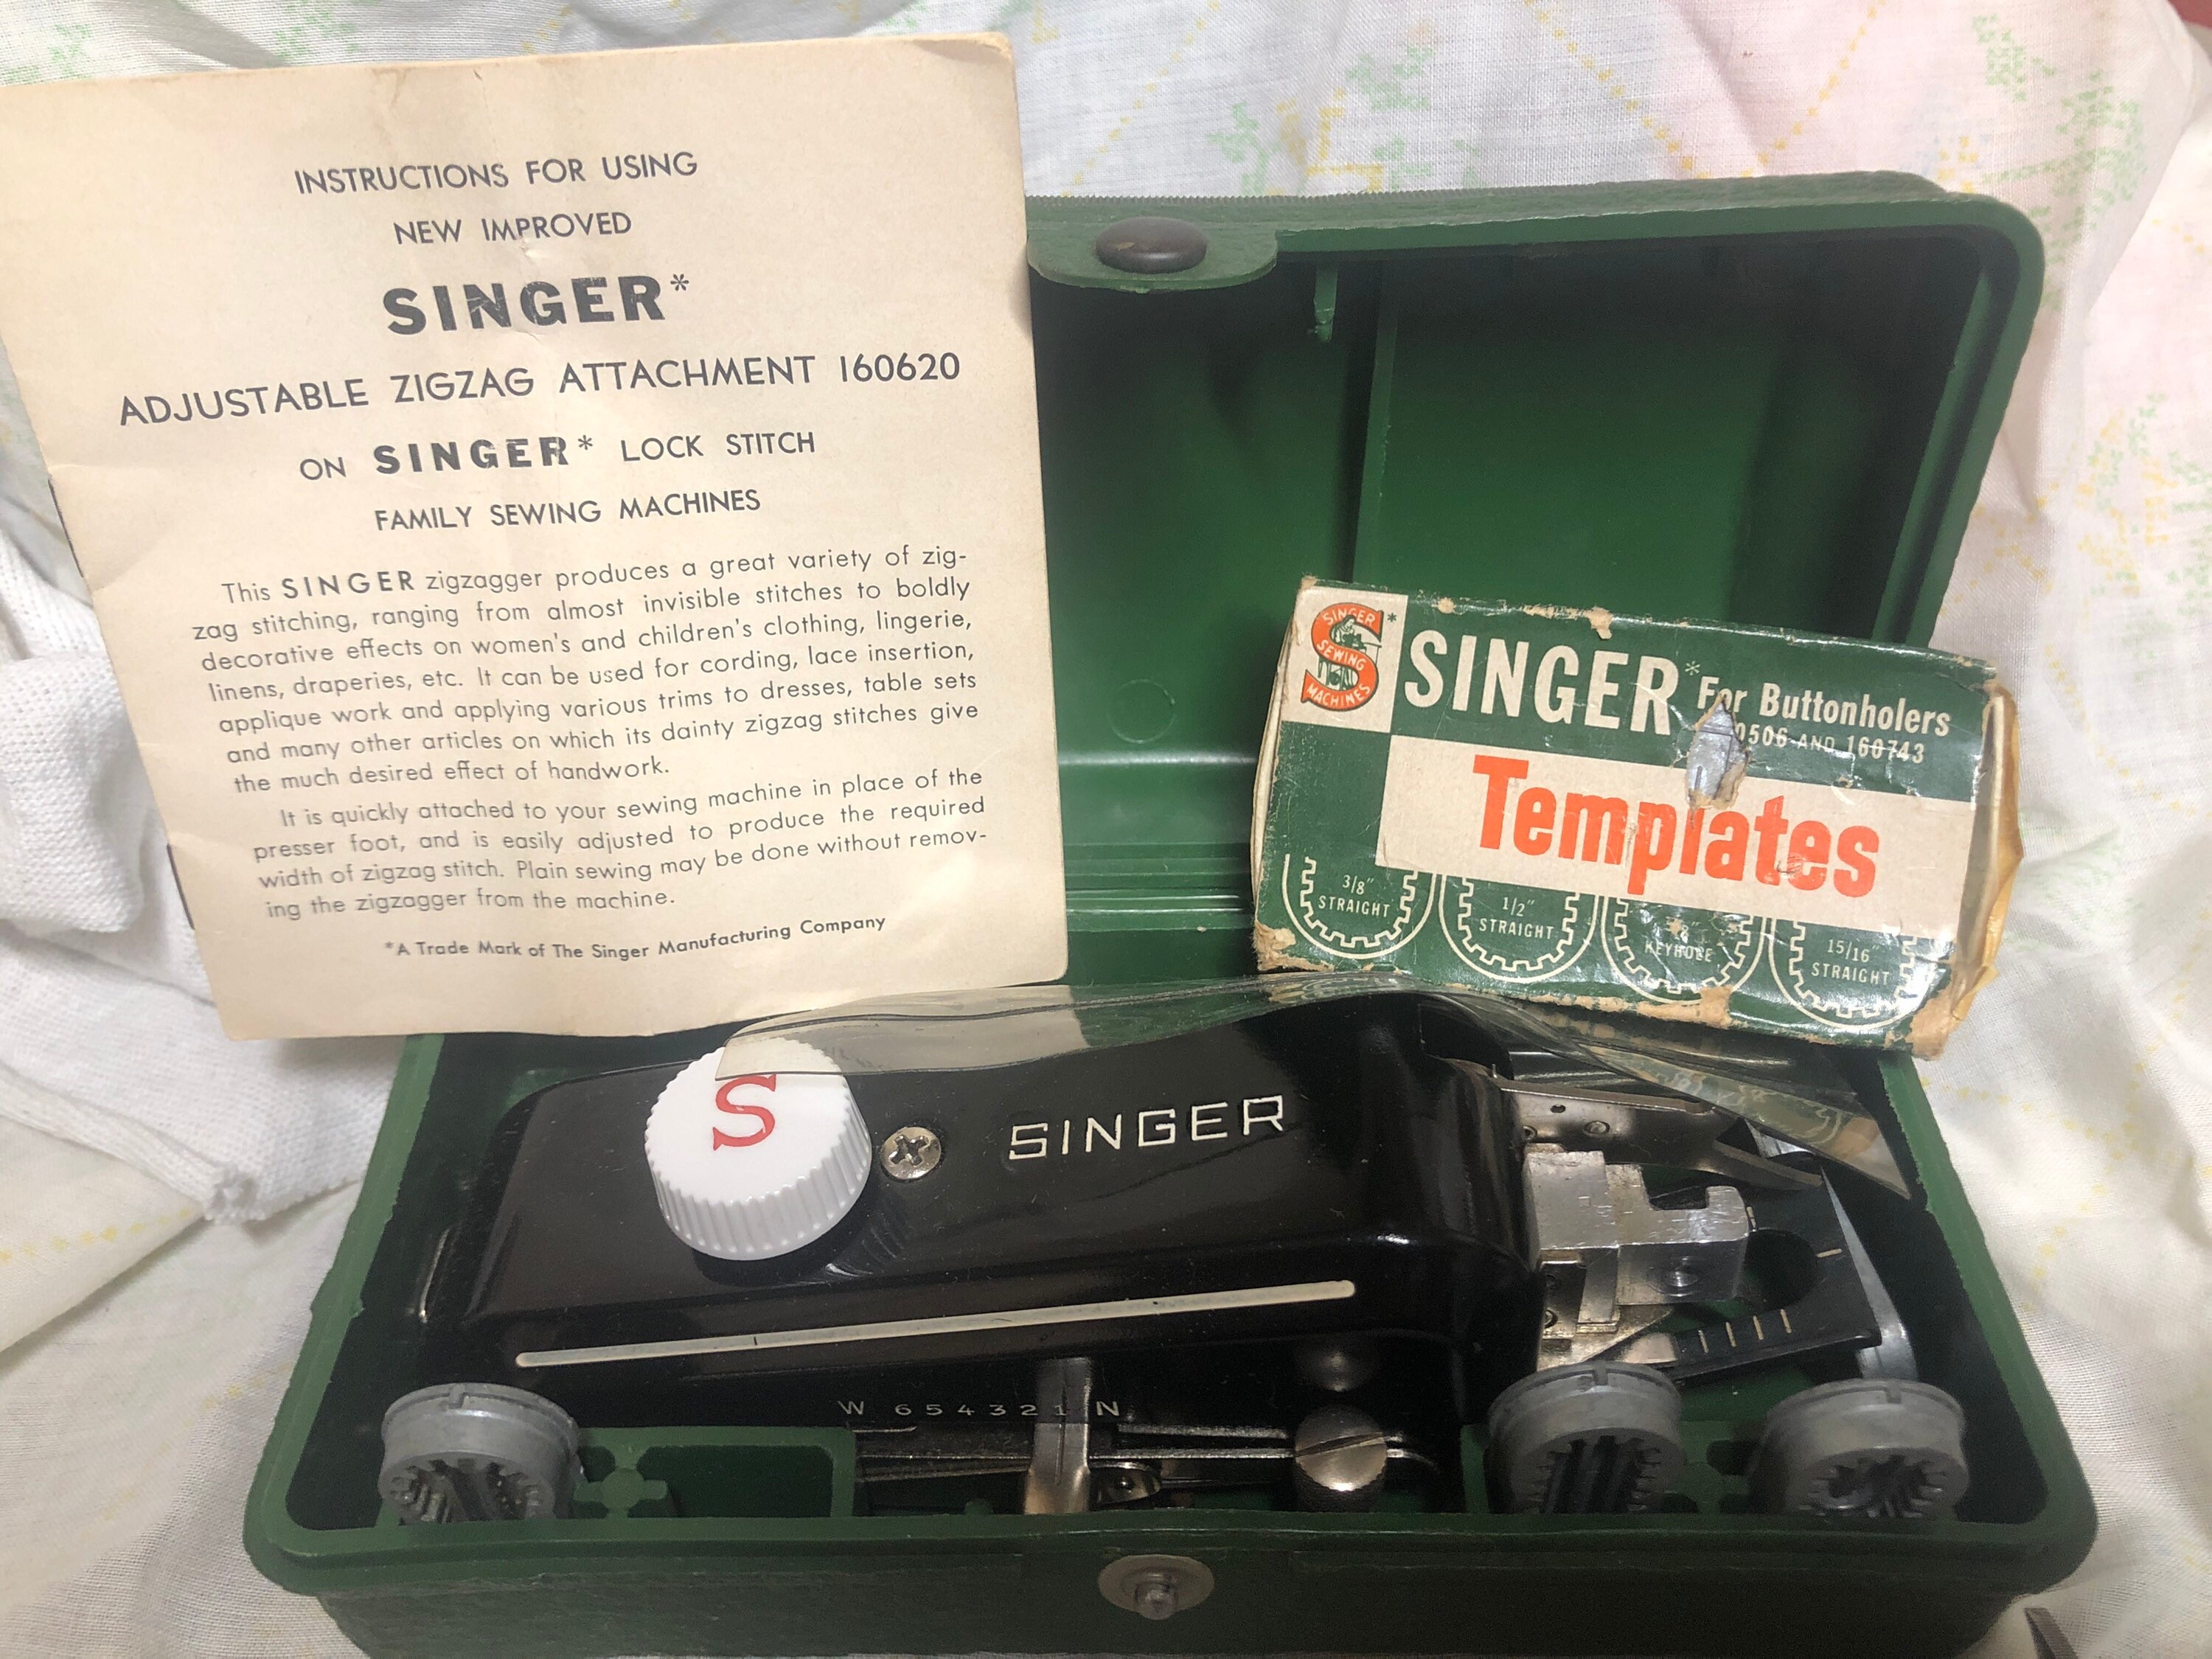 INSTRUCTIONS FOR USING
NEW IMPROVED
SINGER*
ADJUSTABLE ZIGZAG ATTACHMENT 160620
ON SINGER* LOCK STITCH
FAMILY SEWING MACHINES
This SINGER zigzagger produces a great variety of zig-
zag stitching, ranging from almost invisible stitches to boldly
decorative effects on women's and children's clothing, lingerie,
linens, draperies, etc. It can be used for cording, lace insertion,
applique work and applying various trims to dresses, table sets
and many other articles on which its dainty zigzag stitches give
the much desired effect of handwork.
It is quickly attached to your sewing machine in place of the
presser foot, and is easily adjusted to produce the required
width of zigzag stitch. Plain sewing may be done without remov-
ing the zigzagger from the machine.
*A Trade Mark of The Singer Manufacturing Company
SINGER
SEWING
MACHINES
*
SINGER* For Buttonholers
AND 160743
Templates
3/8" STRAIGHT
1/2" STRAIGHT
KEYHOLE
15/16" STRAIGHT
S
SINGER
W 6 5 4 3 2 1 N